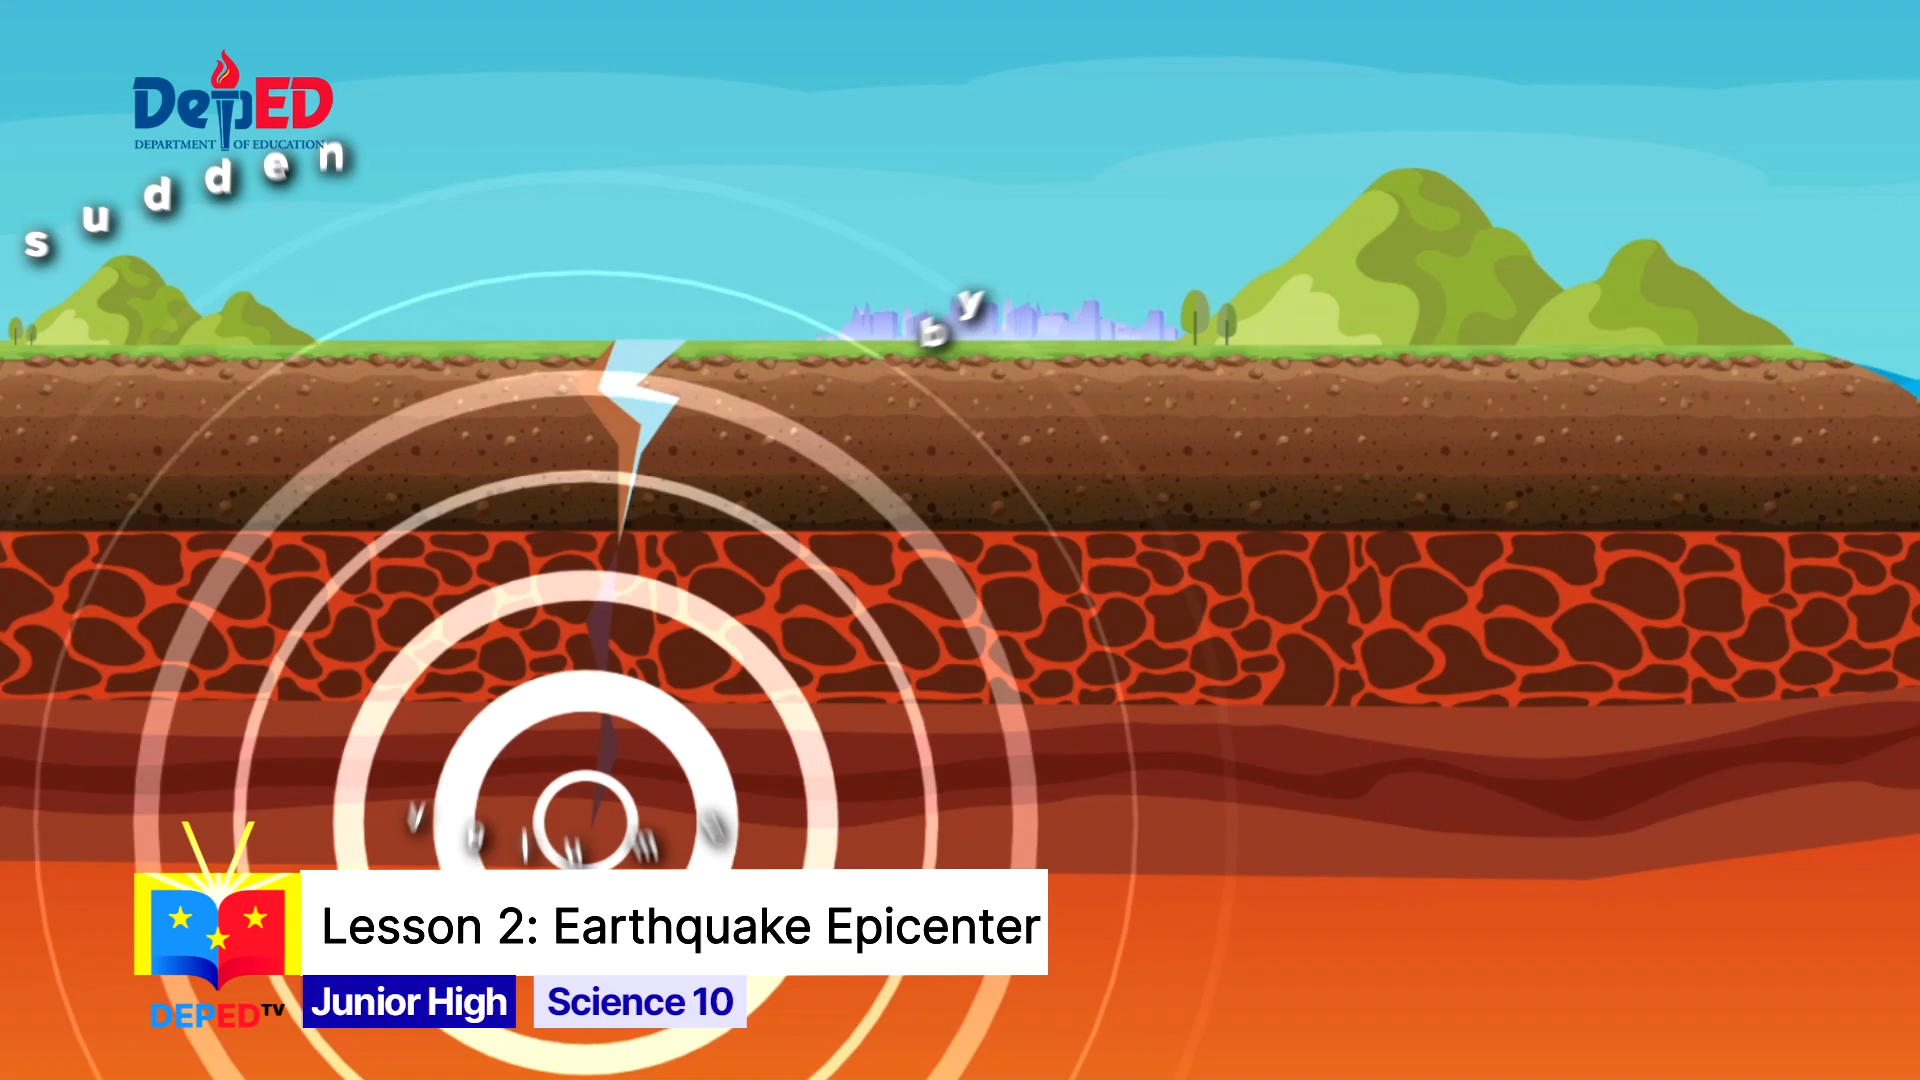 DepED
DEPARTMENT OF EDUCATION
sudden
by
Lesson 2: Earthquake Epicenter
Junior High
Science 10
DEPED TV